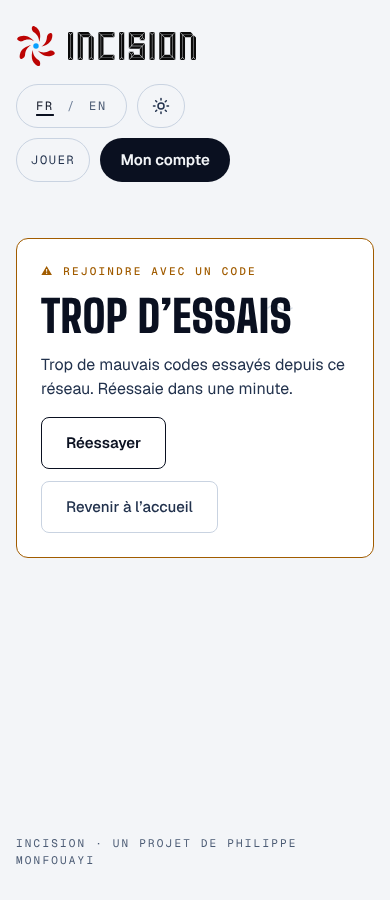 INCISION
FR / EN
JOUER
Mon compte
⚠ REJOINDRE AVEC UN CODE
TROP D’ESSAIS
Trop de mauvais codes essayés depuis ce
réseau. Réessaie dans une minute.
Réessayer
Revenir à l’accueil
INCISION · UN PROJET DE PHILIPPE
MONFOUAYI